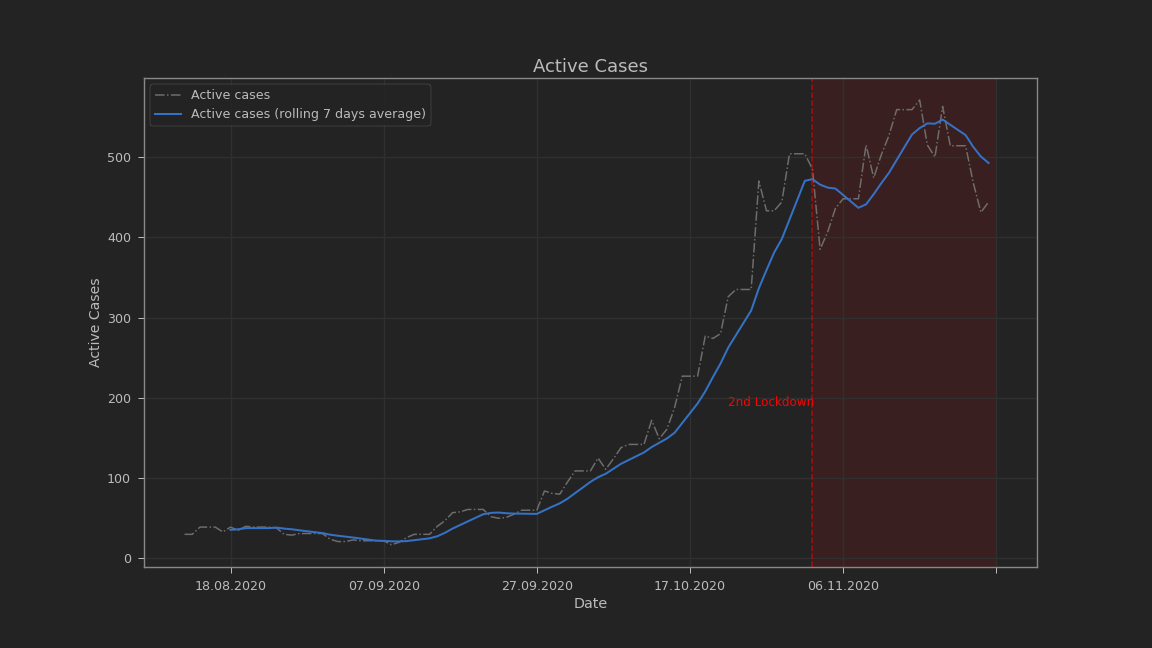 Active Cases
Active cases
Active cases (rolling 7 days average)
500
400
300
200
100
0
Active Cases
2nd Lockdown
18.08.2020
07.09.2020
27.09.2020
17.10.2020
06.11.2020
Date